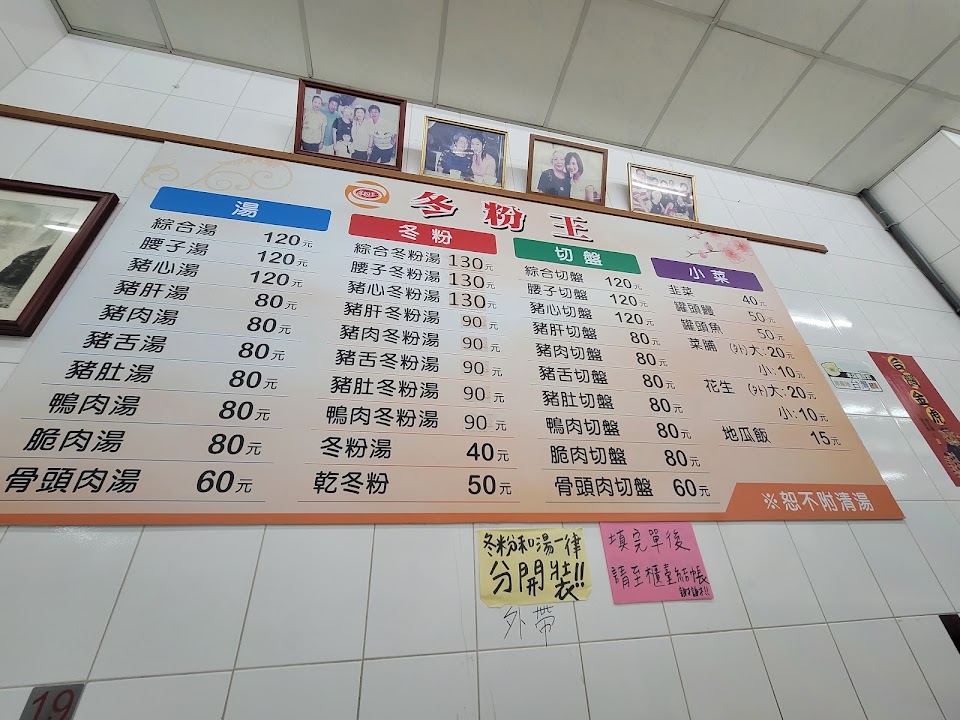 冬粉王
湯
綜合湯 120元
腰子湯 120元
豬心湯 120元
豬肝湯 80元
豬肉湯 80元
豬舌湯 80元
豬肚湯 80元
鴨肉湯 80元
脆肉湯 80元
骨頭肉湯 60元
冬粉
綜合冬粉湯 130元
腰子冬粉湯 130元
豬心冬粉湯 130元
豬肝冬粉湯 90元
豬肉冬粉湯 90元
豬舌冬粉湯 90元
豬肚冬粉湯 90元
鴨肉冬粉湯 90元
冬粉湯 40元
乾冬粉 50元
切盤
綜合切盤 120元
腰子切盤 120元
豬心切盤 120元
豬肝切盤 80元
豬肉切盤 80元
豬舌切盤 80元
豬肚切盤 80元
鴨肉切盤 80元
脆肉切盤 80元
骨頭肉切盤 60元
小菜
韭菜 40元
罐頭鰻 50元
罐頭魚 50元
菜脯 (外)大:20元
小:10元
花生 (外)大:20元
小:10元
地瓜飯 15元
※恕不附清湯
冬粉和湯一律
分開裝!!
外帶
填完單後
請至櫃臺結帳
謝謝!!
19